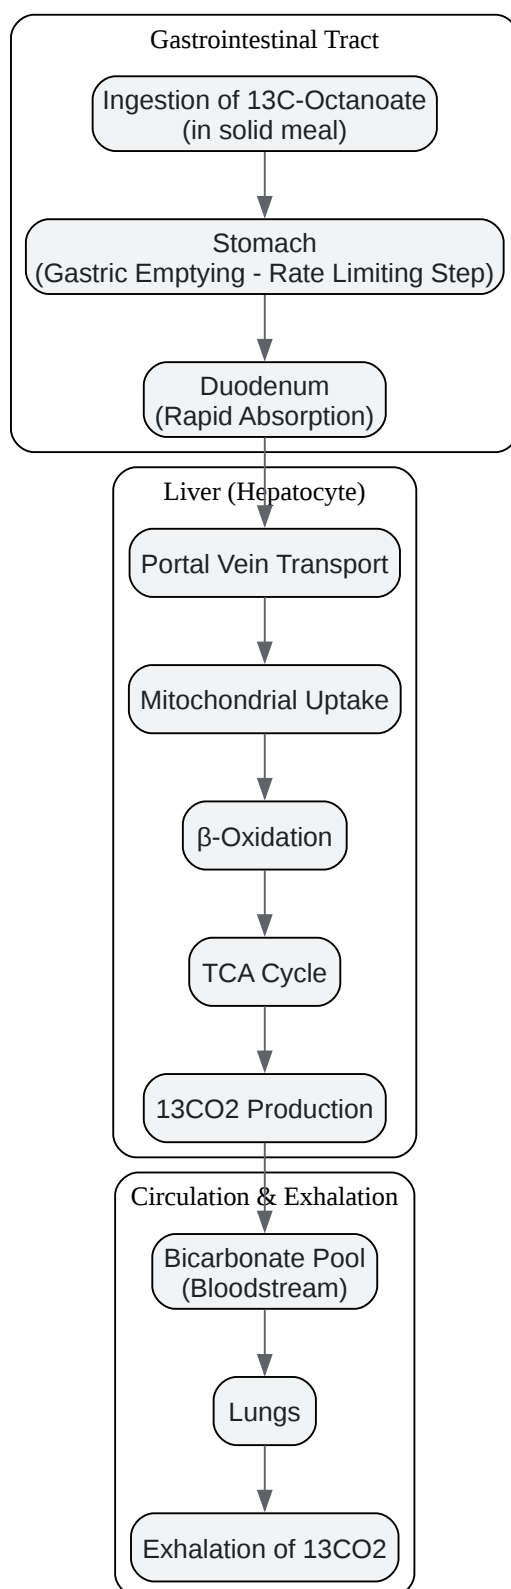 Gastrointestinal Tract
Ingestion of 13C-Octanoate
(in solid meal)
Stomach
(Gastric Emptying - Rate Limiting Step)
Duodenum
(Rapid Absorption)
Liver (Hepatocyte)
Portal Vein Transport
Mitochondrial Uptake
β-Oxidation
TCA Cycle
13CO2 Production
Circulation & Exhalation
Bicarbonate Pool
(Bloodstream)
Lungs
Exhalation of 13CO2